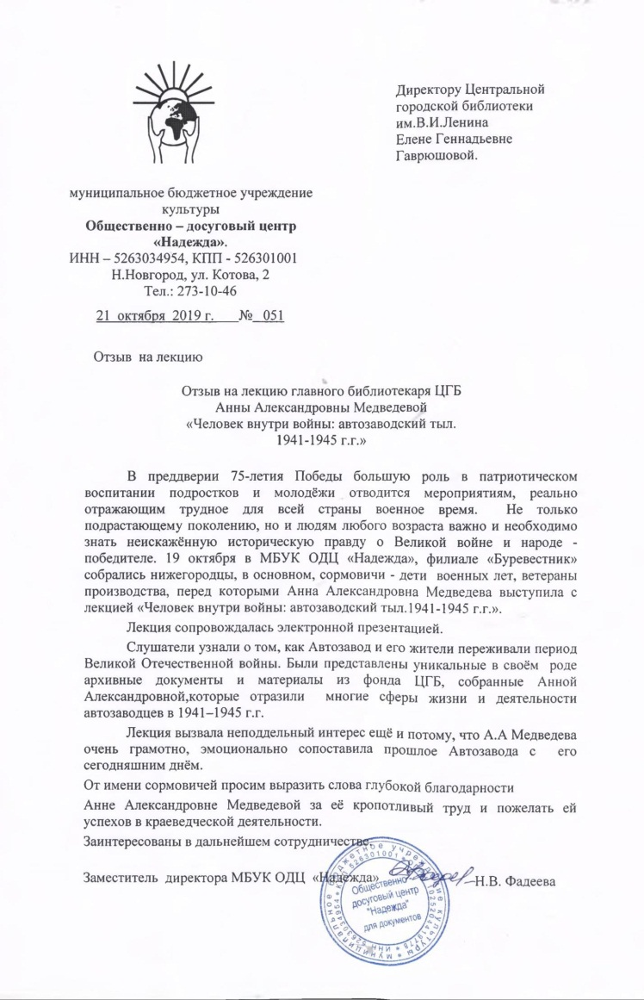 Директору Центральной
городской библиотеки
им.В.И.Ленина
Елене Геннадьевне
Гаврюшовой.
муниципальное бюджетное учреждение
культуры
Общественно – досуговый центр
«Надежда».
ИНН – 5263034954, КПП - 526301001
Н.Новгород, ул. Котова, 2
Тел.: 273-10-46
21 октября 2019 г. № 051
Отзыв на лекцию
Отзыв на лекцию главного библиотекаря ЦГБ
Анны Александровны Медведевой
«Человек внутри войны: автозаводский тыл.
1941-1945 г.г.»
В преддверии 75-летия Победы большую роль в патриотическом
воспитании подростков и молодёжи отводится мероприятиям, реально
отражающим трудное для всей страны военное время. Не только
подрастающему поколению, но и людям любого возраста важно и необходимо
знать неискажённую историческую правду о Великой войне и народе -
победителе. 19 октября в МБУК ОДЦ «Надежда», филиале «Буревестник»
собрались нижегородцы, в основном, сормовичи - дети военных лет, ветераны
производства, перед которыми Анна Александровна Медведева выступила с
лекцией «Человек внутри войны: автозаводский тыл.1941-1945 г.г.».
Лекция сопровождалась электронной презентацией.
Слушатели узнали о том, как Автозавод и его жители переживали период
Великой Отечественной войны. Были представлены уникальные в своём роде
архивные документы и материалы из фонда ЦГБ, собранные Анной
Александровной,которые отразили многие сферы жизни и деятельности
автозаводцев в 1941–1945 г.г.
Лекция вызвала неподдельный интерес ещё и потому, что А.А Медведева
очень грамотно, эмоционально сопоставила прошлое Автозавода с его
сегодняшним днём.
От имени сормовичей просим выразить слова глубокой благодарности
Анне Александровне Медведевой за её кропотливый труд и пожелать ей
успехов в краеведческой деятельности.
Заинтересованы в дальнейшем сотрудничестве.
Заместитель директора МБУК ОДЦ «Надежда» Н.В. Фадеева
Общественно
досуговый центр
"Надежда"
для документов